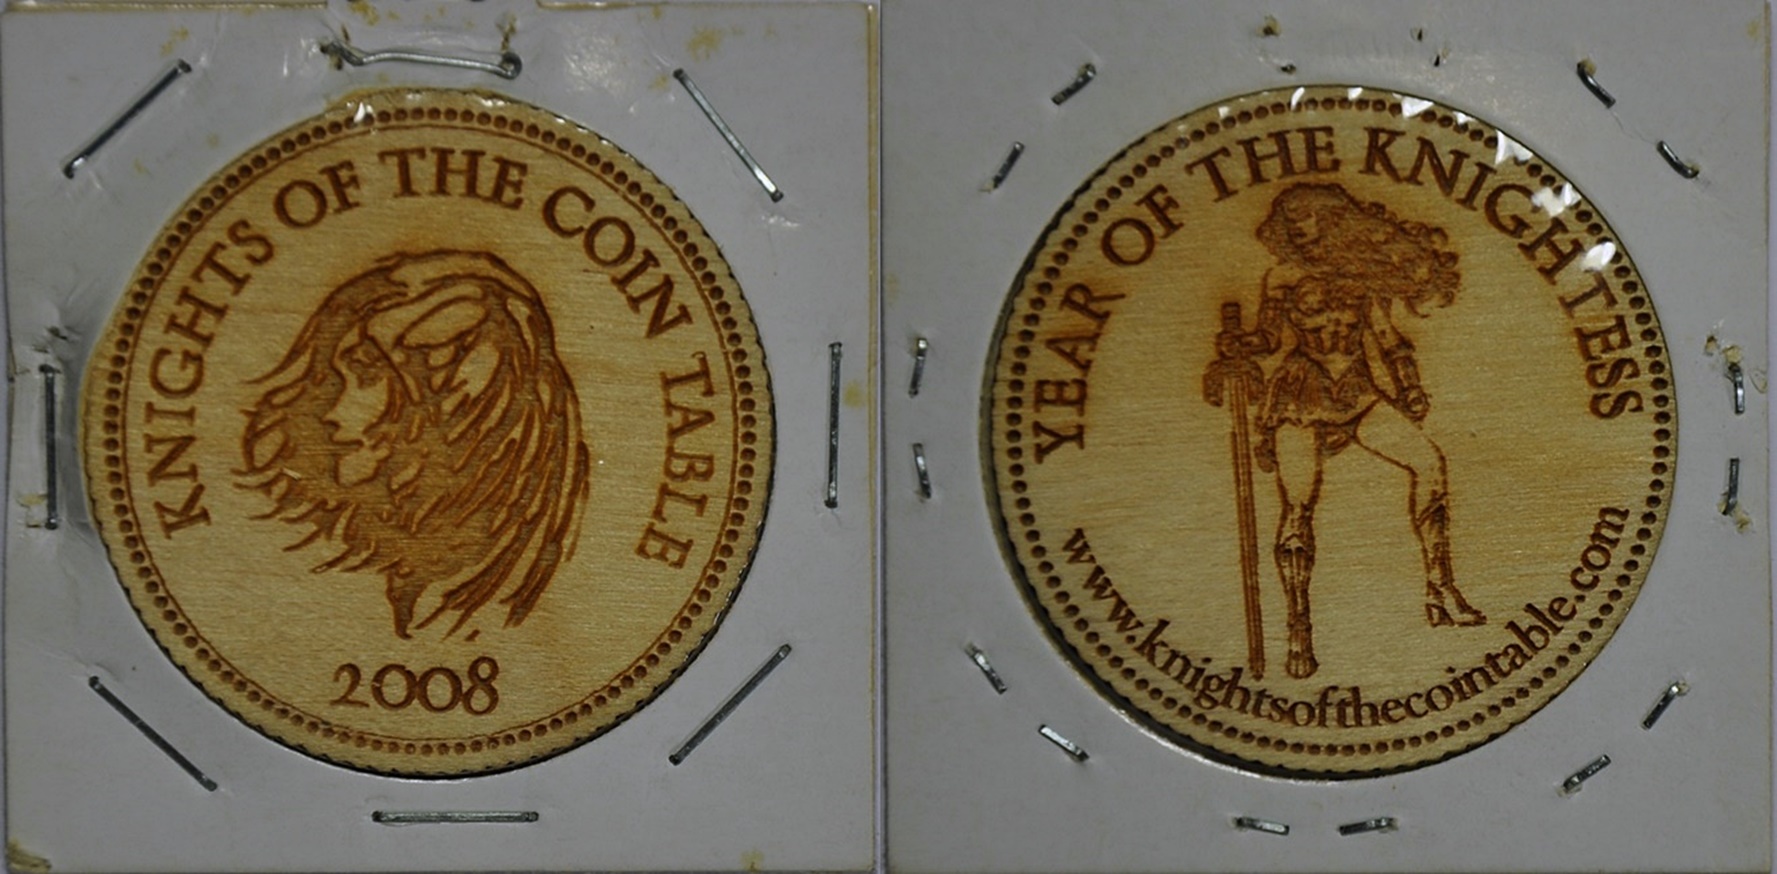 KNIGHTS OF THE COIN TABLE
2008
YEAR OF THE KNIGHTESS
www.knightsofthecointable.com